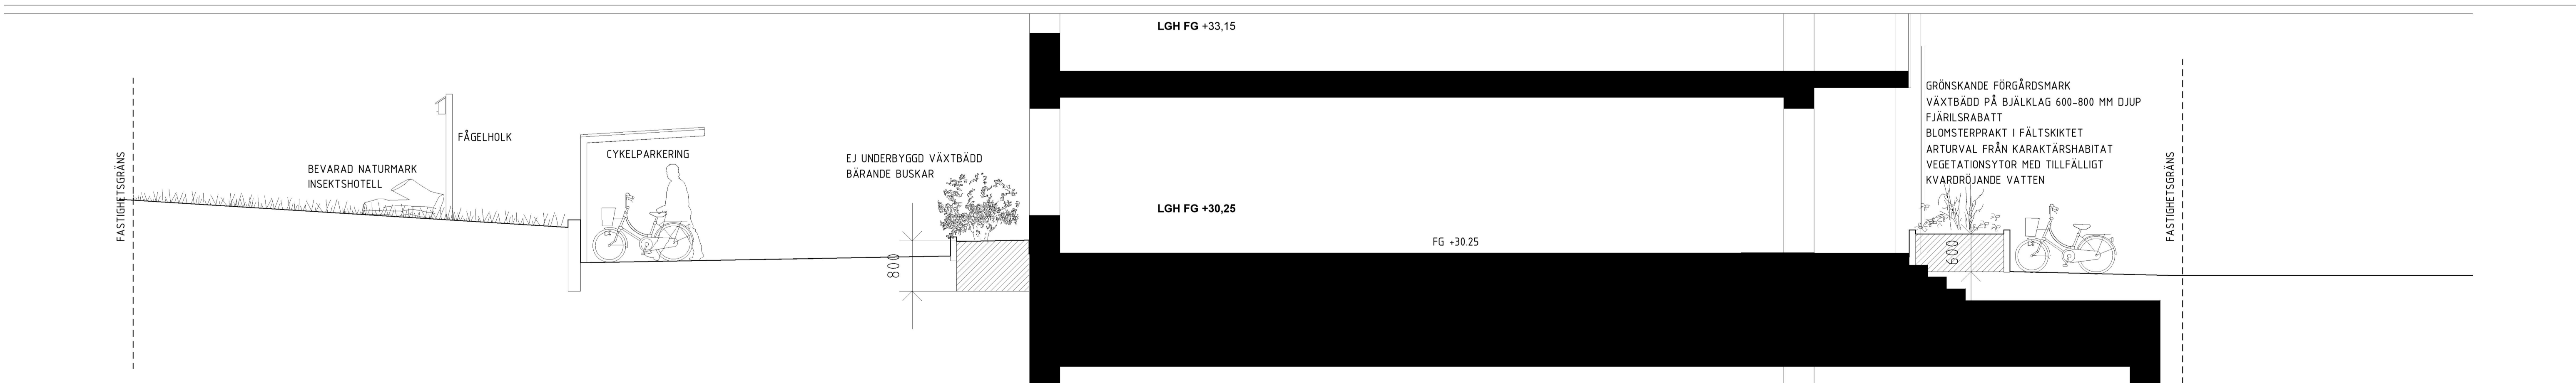 LGH FG +33,15
FASTIGHETSGRÄNS
BEVARAD NATURMARK
INSEKTSHOTELL
FÅGELHOLK
CYKELPARKERING
EJ UNDERBYGGD VÄXTBÄDD
BÄRANDE BUSKAR
800
LGH FG +30,25
FG +30.25
GRÖNSKANDE FÖRGÅRDSMARK
VÄXTBÄDD PÅ BJÄLKLAG 600-800 MM DJUP
FJÄRILSRABATT
BLOMSTERPRAKT I FÄLTSKIKTET
ARTURVAL FRÅN KARAKTÄRSHABITAT
VEGETATIONSYTOR MED TILLFÄLLIGT
KVARDRÖJANDE VATTEN
600
FASTIGHETSGRÄNS